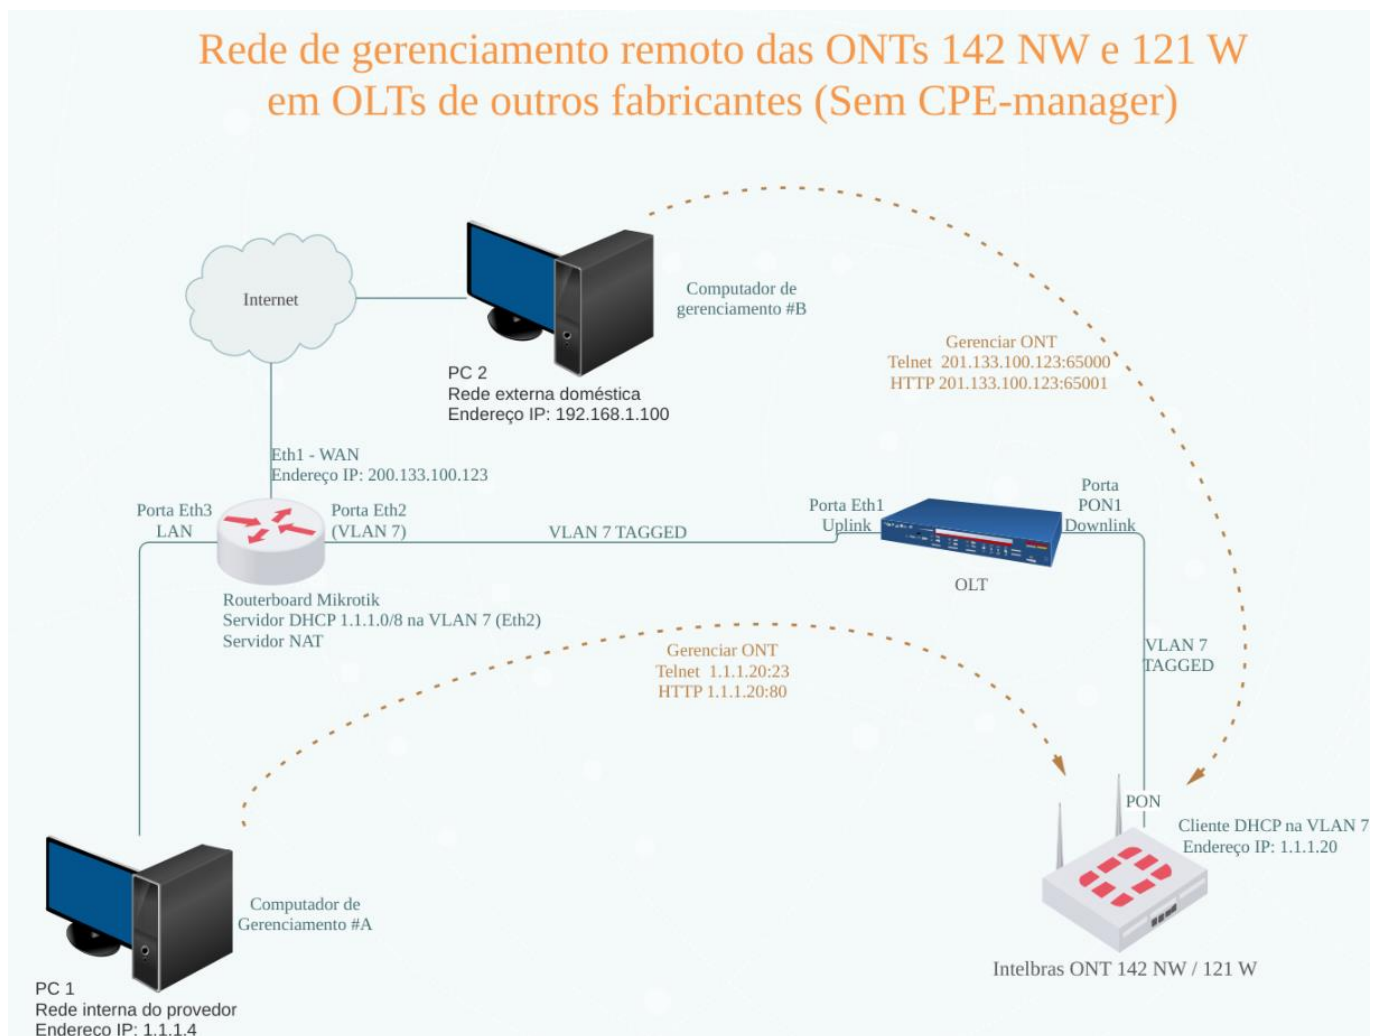 Rede de gerenciamento remoto das ONTs 142 NW e 121 W
em OLTs de outros fabricantes (Sem CPE-manager)
Internet
Computador de
gerenciamento #B
PC 2
Rede externa doméstica
Endereço IP: 192.168.1.100
Gerenciar ONT
Telnet 201.133.100.123:65000
HTTP 201.133.100.123:65001
Eth1 - WAN
Endereço IP: 200.133.100.123
Porta Eth3
LAN
Porta Eth2
(VLAN 7)
VLAN 7 TAGGED
Porta Eth1
Uplink
Porta
PON1
Downlink
OLT
Routerboard Mikrotik
Servidor DHCP 1.1.1.0/8 na VLAN 7 (Eth2)
Servidor NAT
Gerenciar ONT
Telnet 1.1.1.20:23
HTTP 1.1.1.20:80
VLAN 7
TAGGED
PON
Cliente DHCP na VLAN 7
Endereço IP: 1.1.1.20
Computador de
Gerenciamento #A
Intelbras ONT 142 NW / 121 W
PC 1
Rede interna do provedor
Endereço IP: 1.1.1.4